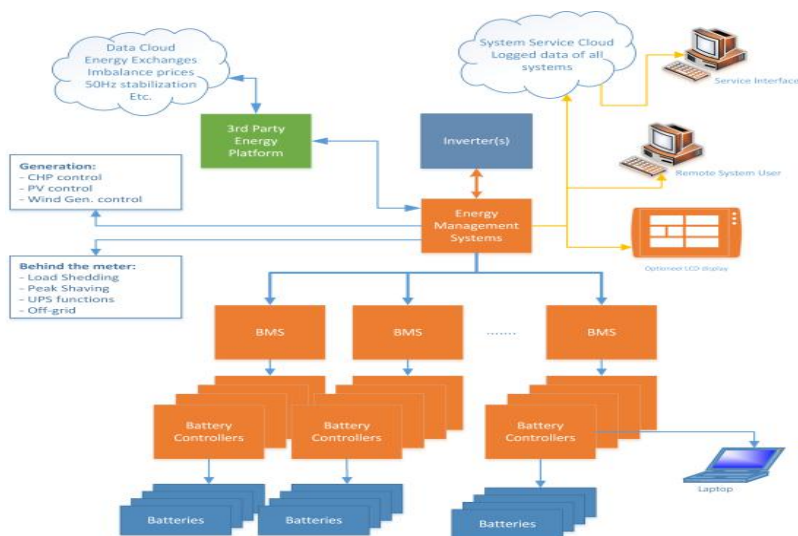 Data Cloud
Energy Exchanges
Imbalance prices
50Hz stabilization
Etc.
System Service Cloud
Logged data of all
systems
Service Interface
3rd Party
Energy
Platform
Inverter(s)
Remote System User
Generation:
- CHP control
- PV control
- Wind Gen. control
Energy
Management
Systems
Optioneel LCD display
Behind the meter:
- Load Shedding
- Peak Shaving
- UPS functions
- Off-grid
BMS
BMS
.......
BMS
Battery
Controllers
Battery
Controllers
Battery
Controllers
Laptop
Batteries
Batteries
Batteries